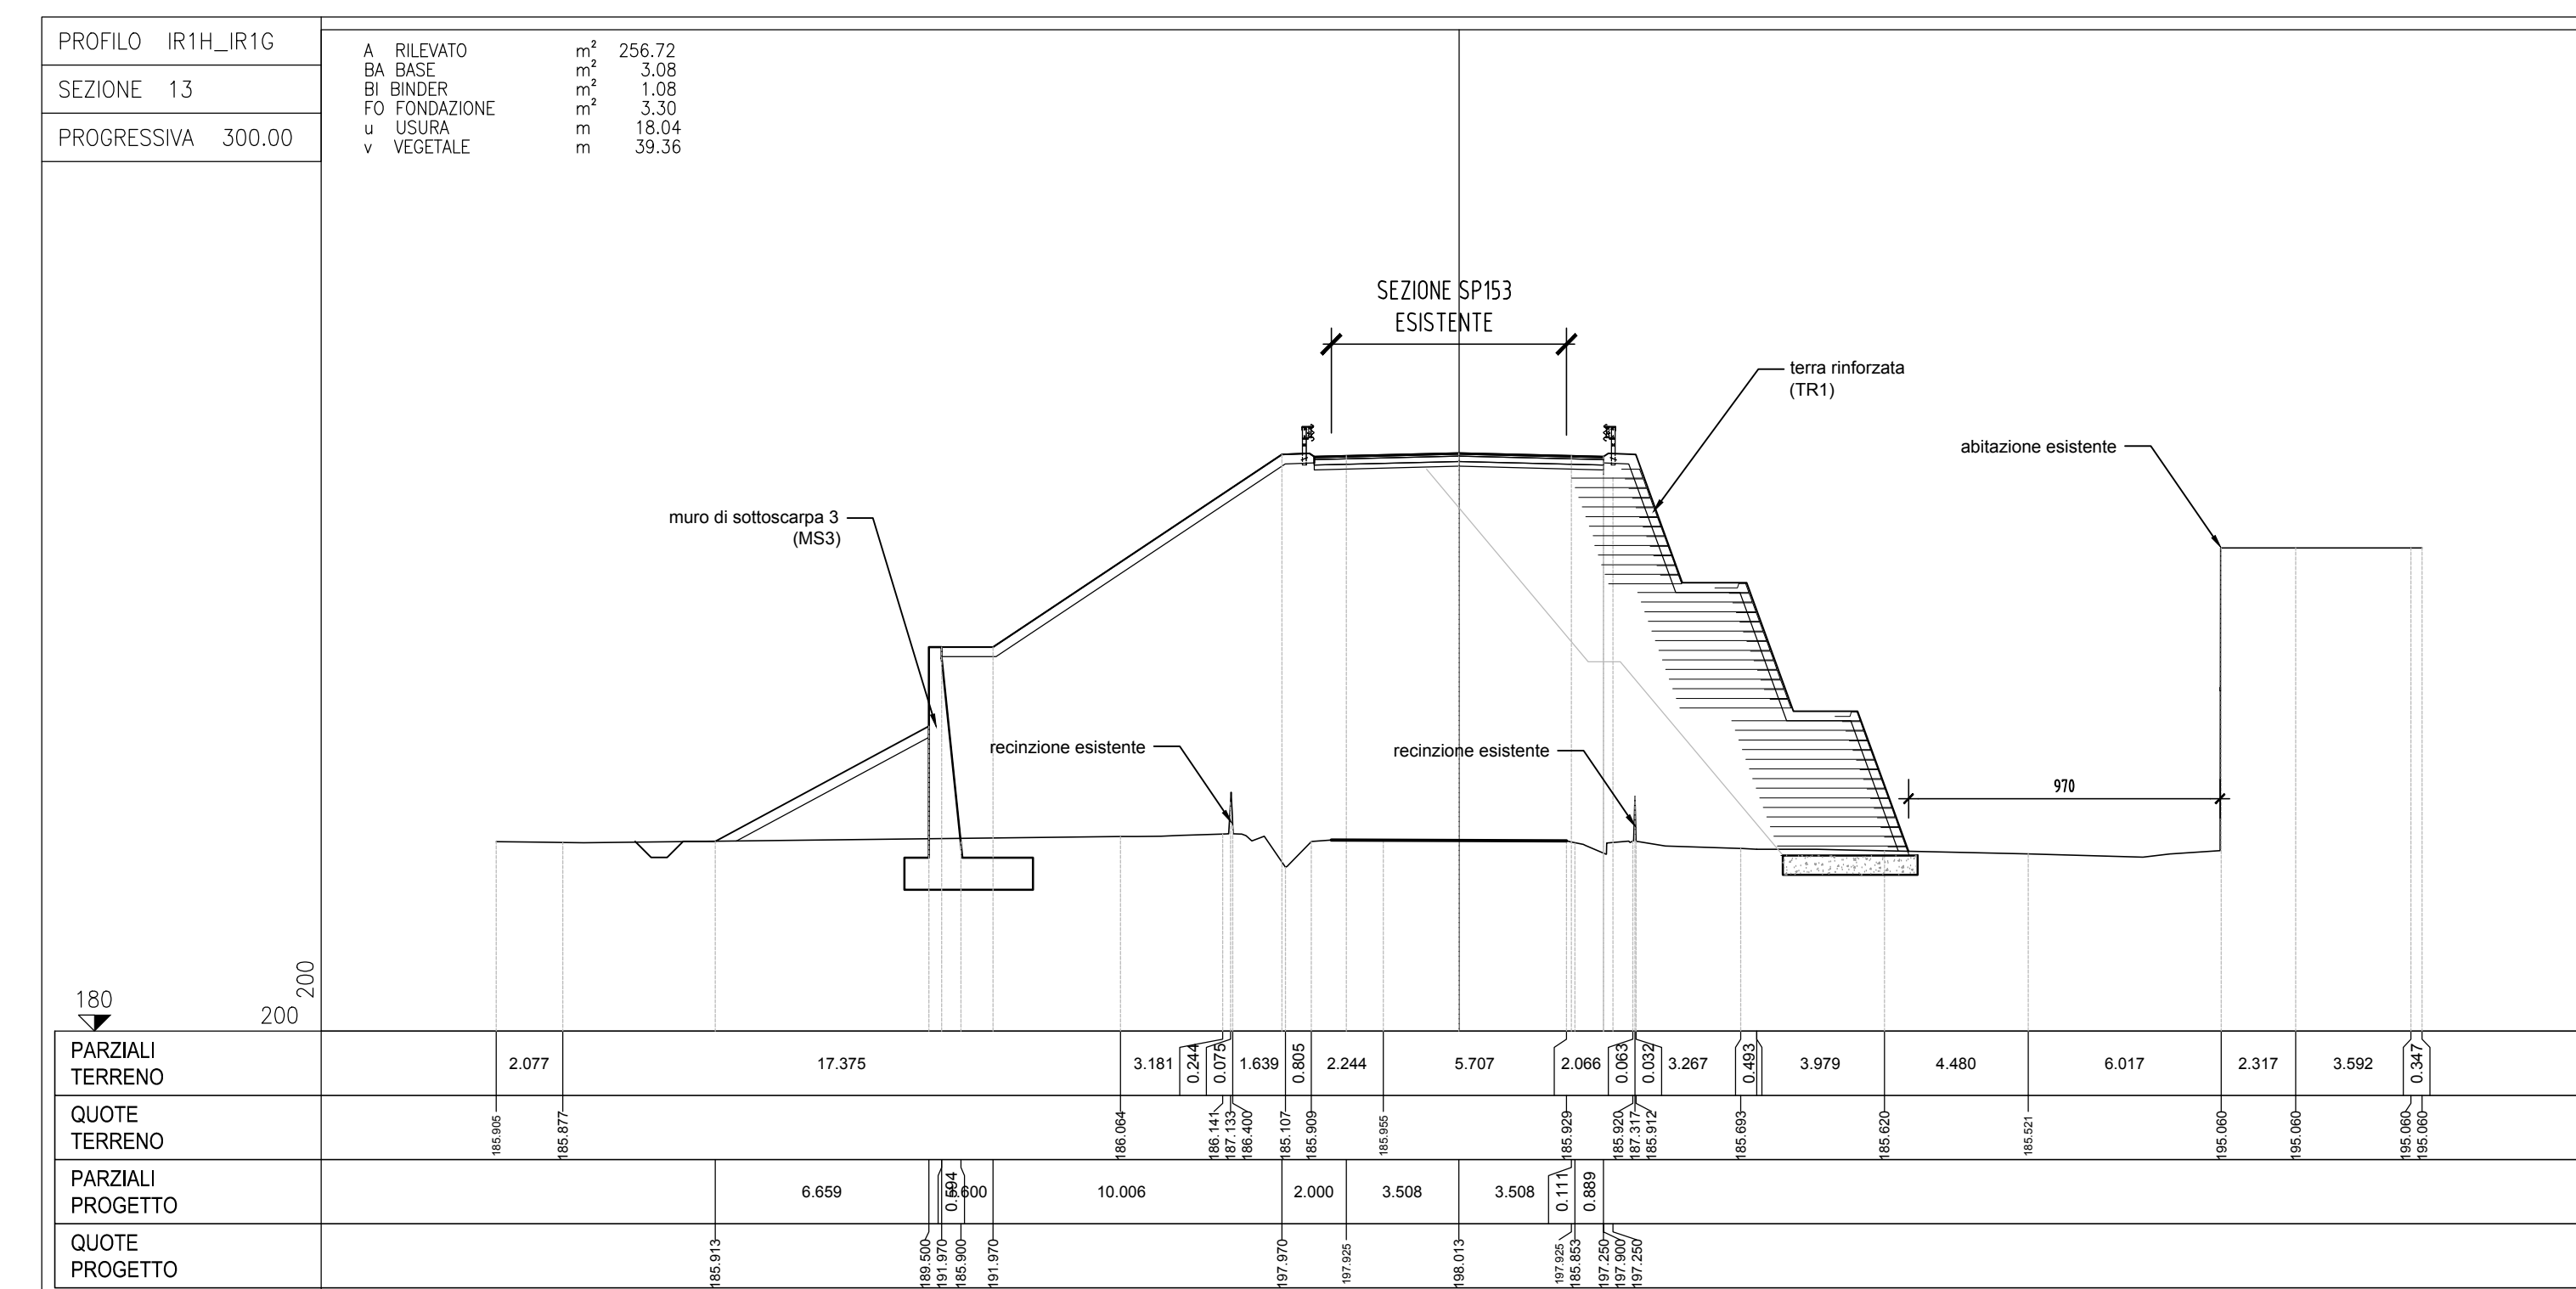 PROFILO IR1H_IR1G
SEZIONE 13
PROGRESSIVA 300.00
A RILEVATO m² 256.72
BA BASE m² 3.08
BI BINDER m² 1.08
FO FONDAZIONE m² 3.30
u USURA m 18.04
v VEGETALE m 39.36
SEZIONE SP153
ESISTENTE
terra rinforzata
(TR1)
abitazione esistente
muro di sottoscarpa 3
(MS3)
recinzione esistente
recinzione esistente
970
200
180
200
PARZIALI
TERRENO
2.077 17.375 3.181 0.244 0.075 1.639 0.805 2.244 5.707 2.066 0.063 0.032 3.267 0.493 3.979 4.480 6.017 2.317 3.592 0.347
QUOTE
TERRENO
185.905 185.877 186.064 186.141 187.133 186.400 185.107 185.909 185.955 185.929 185.920 187.317 185.912 185.693 185.620 185.521 195.060 195.060 195.060 195.060
PARZIALI
PROGETTO
6.659 0.594 10.006 2.000 3.508 3.508 0.111 0.889
QUOTE
PROGETTO
185.913 189.500 191.970 185.900 191.970 197.970 197.925 198.013 197.925 185.853 197.250 197.900 197.250